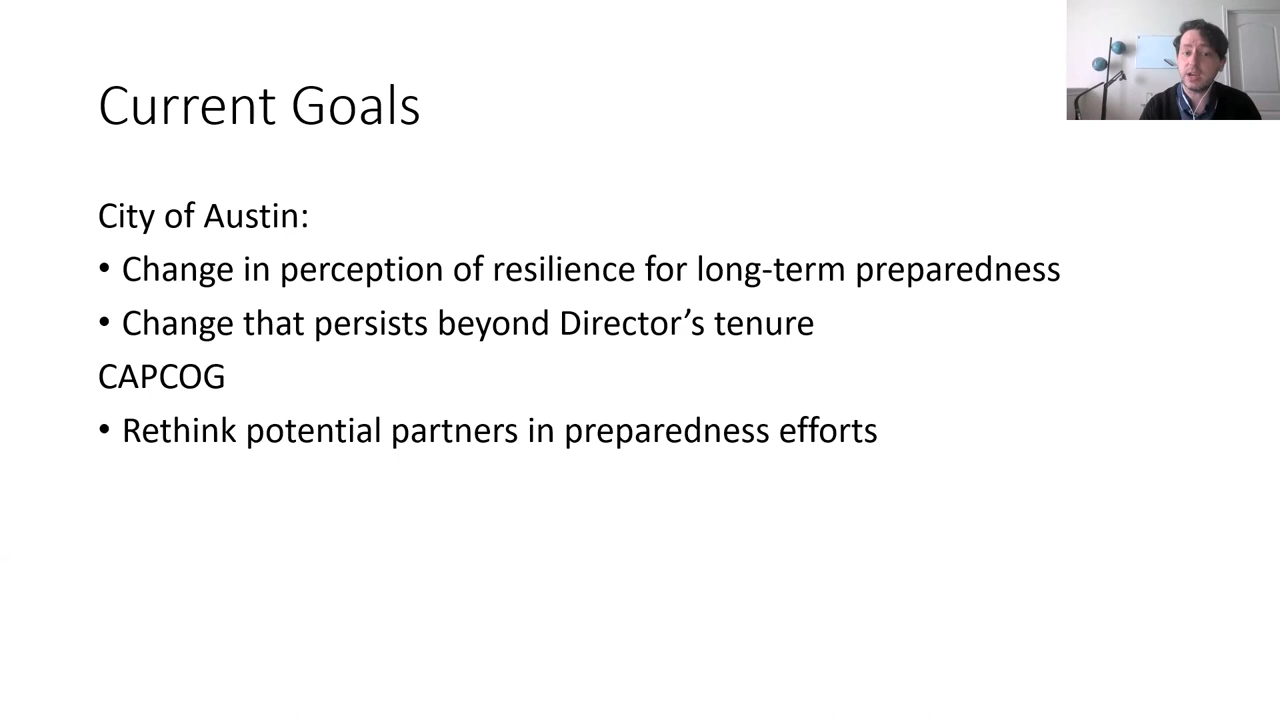 Current Goals
City of Austin:
• Change in perception of resilience for long-term preparedness
• Change that persists beyond Director’s tenure
CAPCOG
• Rethink potential partners in preparedness efforts